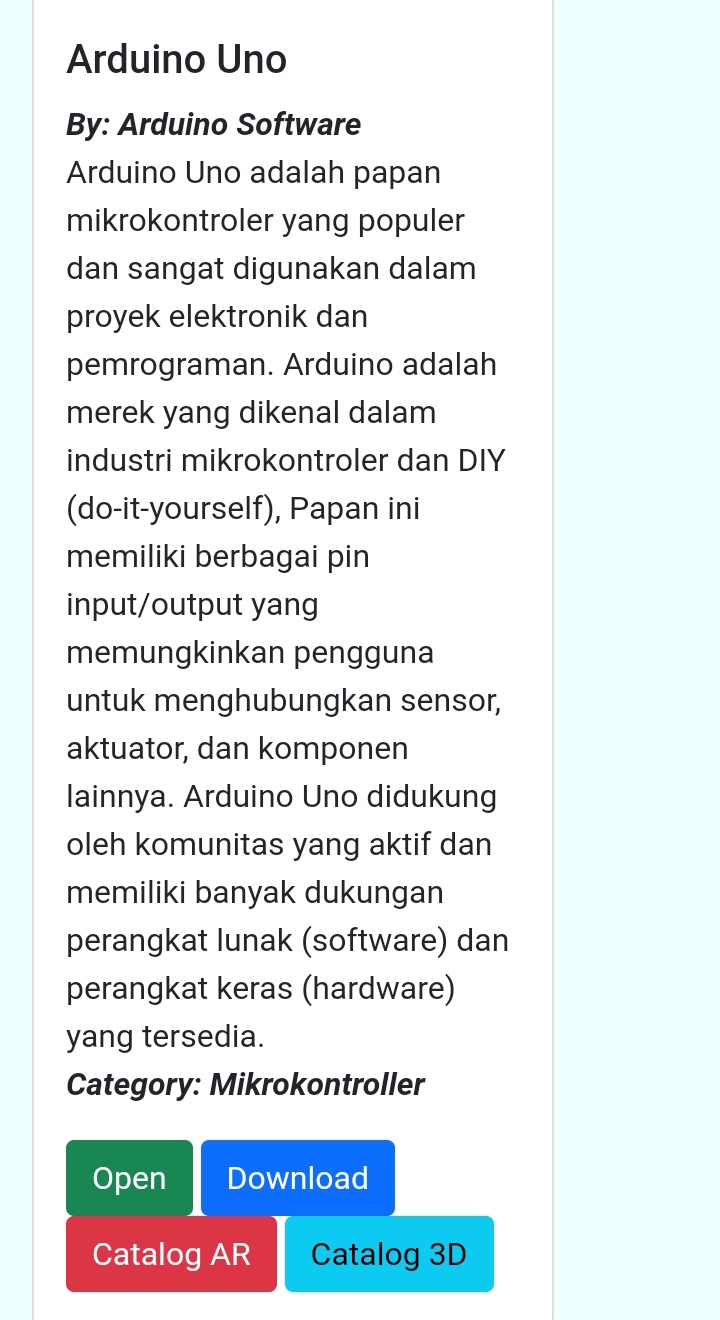 Arduino Uno
By: Arduino Software
Arduino Uno adalah papan
mikrokontroler yang populer
dan sangat digunakan dalam
proyek elektronik dan
pemrograman. Arduino adalah
merek yang dikenal dalam
industri mikrokontroler dan DIY
(do-it-yourself), Papan ini
memiliki berbagai pin
input/output yang
memungkinkan pengguna
untuk menghubungkan sensor,
aktuator, dan komponen
lainnya. Arduino Uno didukung
oleh komunitas yang aktif dan
memiliki banyak dukungan
perangkat lunak (software) dan
perangkat keras (hardware)
yang tersedia.
Category: Mikrokontroller
Open Download
Catalog AR Catalog 3D